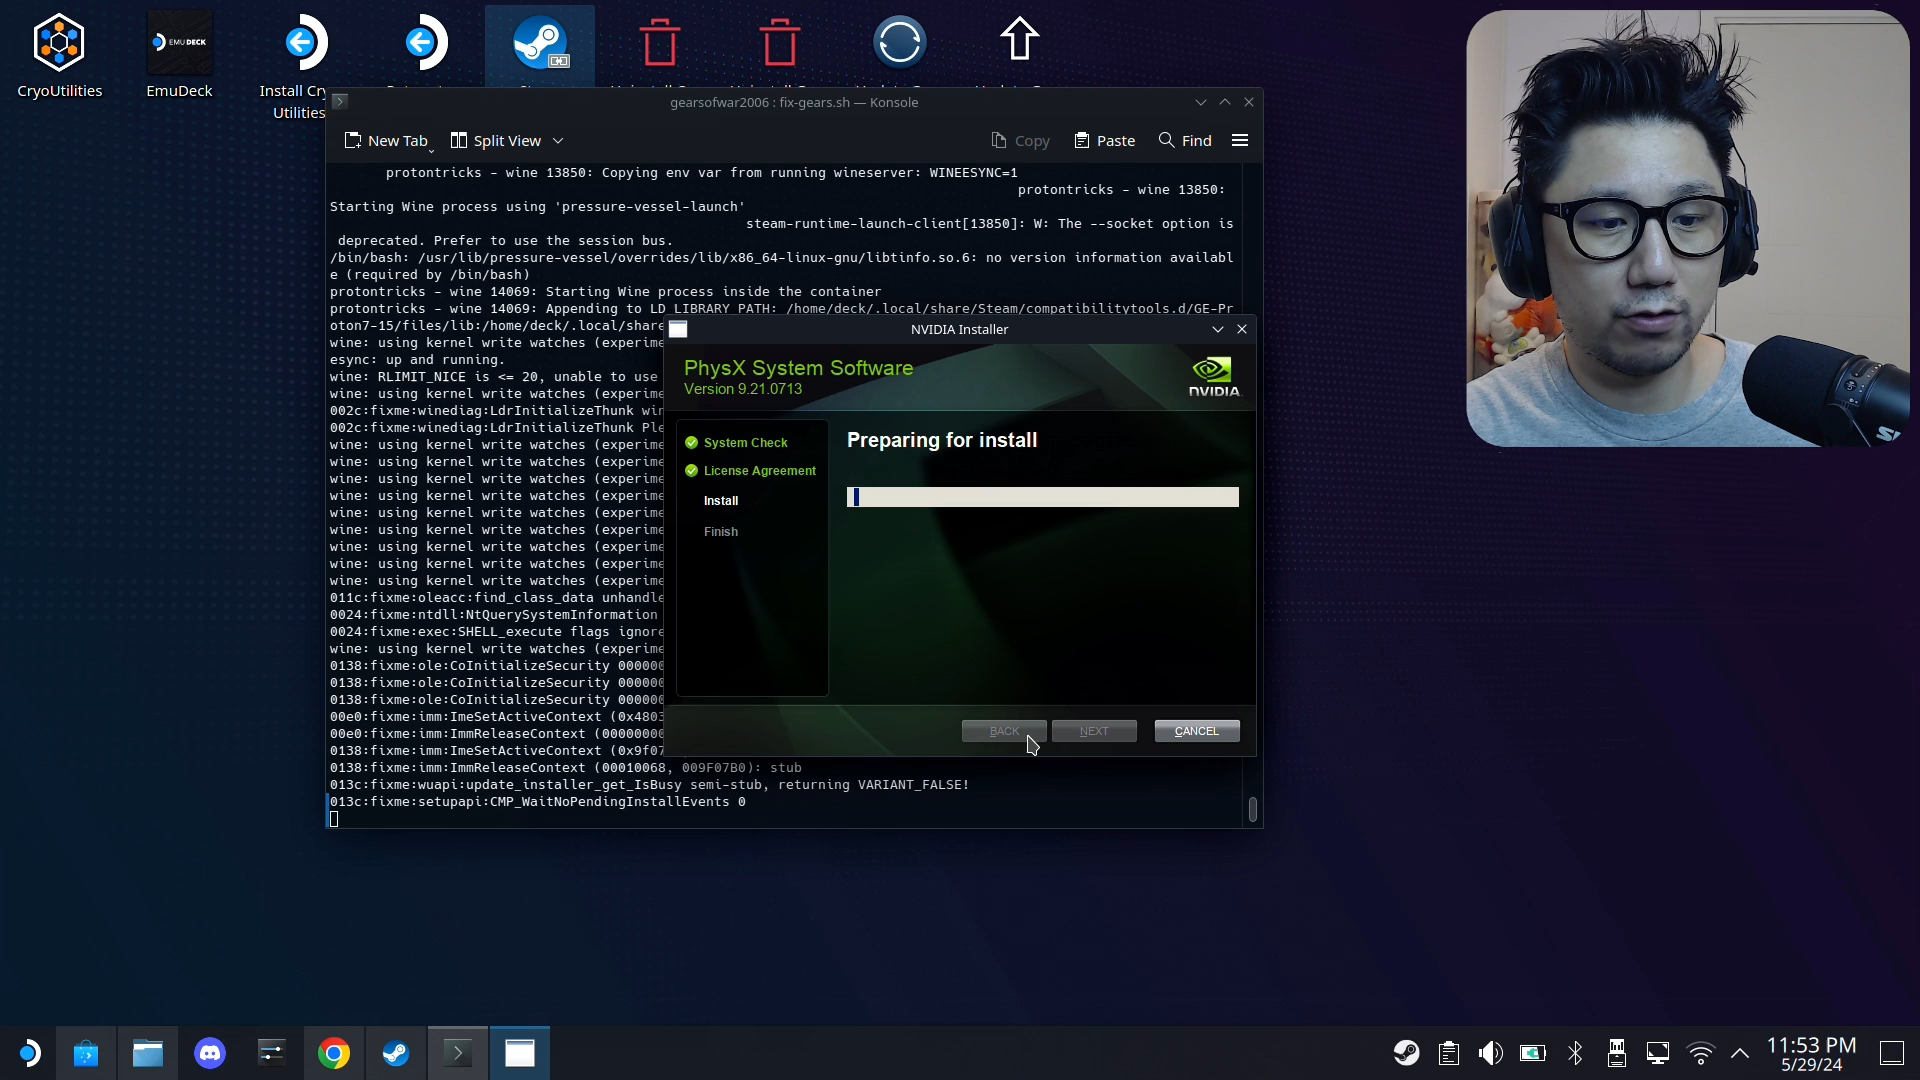 CryoUtilities
EMUDECK
EmuDeck
Install Cry
Utilities
gearsofwar2006 : fix-gears.sh — Konsole
New Tab
Split View
Copy
Paste
Find
protontricks - wine 13850: Copying env var from running wineserver: WINEESYNC=1
protontricks - wine 13850:
Starting Wine process using 'pressure-vessel-launch'
steam-runtime-launch-client[13850]: W: The --socket option is
deprecated. Prefer to use the session bus.
/bin/bash: /usr/lib/pressure-vessel/overrides/lib/x86_64-linux-gnu/libtinfo.so.6: no version information availabl
e (required by /bin/bash)
protontricks - wine 14069: Starting Wine process inside the container
protontricks - wine 14069: Appending to LD_LIBRARY_PATH: /home/deck/.local/share/Steam/compatibilitytools.d/GE-Pr
oton7-15/files/lib:/home/deck/.local/share
wine: using kernel write watches (experime
esync: up and running.
wine: RLIMIT_NICE is <= 20, unable to use
wine: using kernel write watches (experime
002c:fixme:winediag:LdrInitializeThunk win
002c:fixme:winediag:LdrInitializeThunk Ple
wine: using kernel write watches (experime
wine: using kernel write watches (experime
wine: using kernel write watches (experime
wine: using kernel write watches (experime
wine: using kernel write watches (experime
wine: using kernel write watches (experime
wine: using kernel write watches (experime
wine: using kernel write watches (experime
wine: using kernel write watches (experime
011c:fixme:oleacc:find_class_data unhandle
0024:fixme:ntdll:NtQuerySystemInformation
0024:fixme:exec:SHELL_execute flags ignore
wine: using kernel write watches (experime
0138:fixme:ole:CoInitializeSecurity 000000
0138:fixme:ole:CoInitializeSecurity 000000
0138:fixme:ole:CoInitializeSecurity 000000
00e0:fixme:imm:ImeSetActiveContext (0x4803
00e0:fixme:imm:ImmReleaseContext (00000000
0138:fixme:imm:ImeSetActiveContext (0x9f07
0138:fixme:imm:ImmReleaseContext (00010068, 009F07B0): stub
013c:fixme:wuapi:update_installer_get_IsBusy semi-stub, returning VARIANT_FALSE!
013c:fixme:setupapi:CMP_WaitNoPendingInstallEvents 0
NVIDIA Installer
PhysX System Software
Version 9.21.0713
NVIDIA
System Check
License Agreement
Install
Finish
Preparing for install
BACK
NEXT
CANCEL
11:53 PM
5/29/24